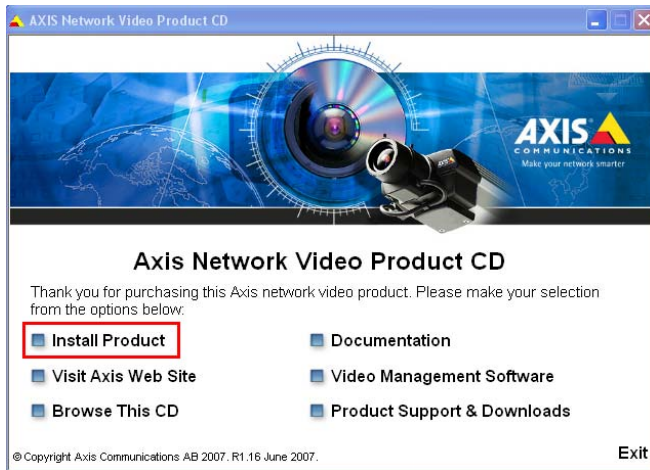 AXIS Network Video Product CD
AXIS
COMMUNICATIONS
Make your network smarter
Axis Network Video Product CD
Thank you for purchasing this Axis network video product. Please make your selection
from the options below:
Install Product
Documentation
Visit Axis Web Site
Video Management Software
Browse This CD
Product Support & Downloads
© Copyright Axis Communications AB 2007. R1.16 June 2007.
Exit